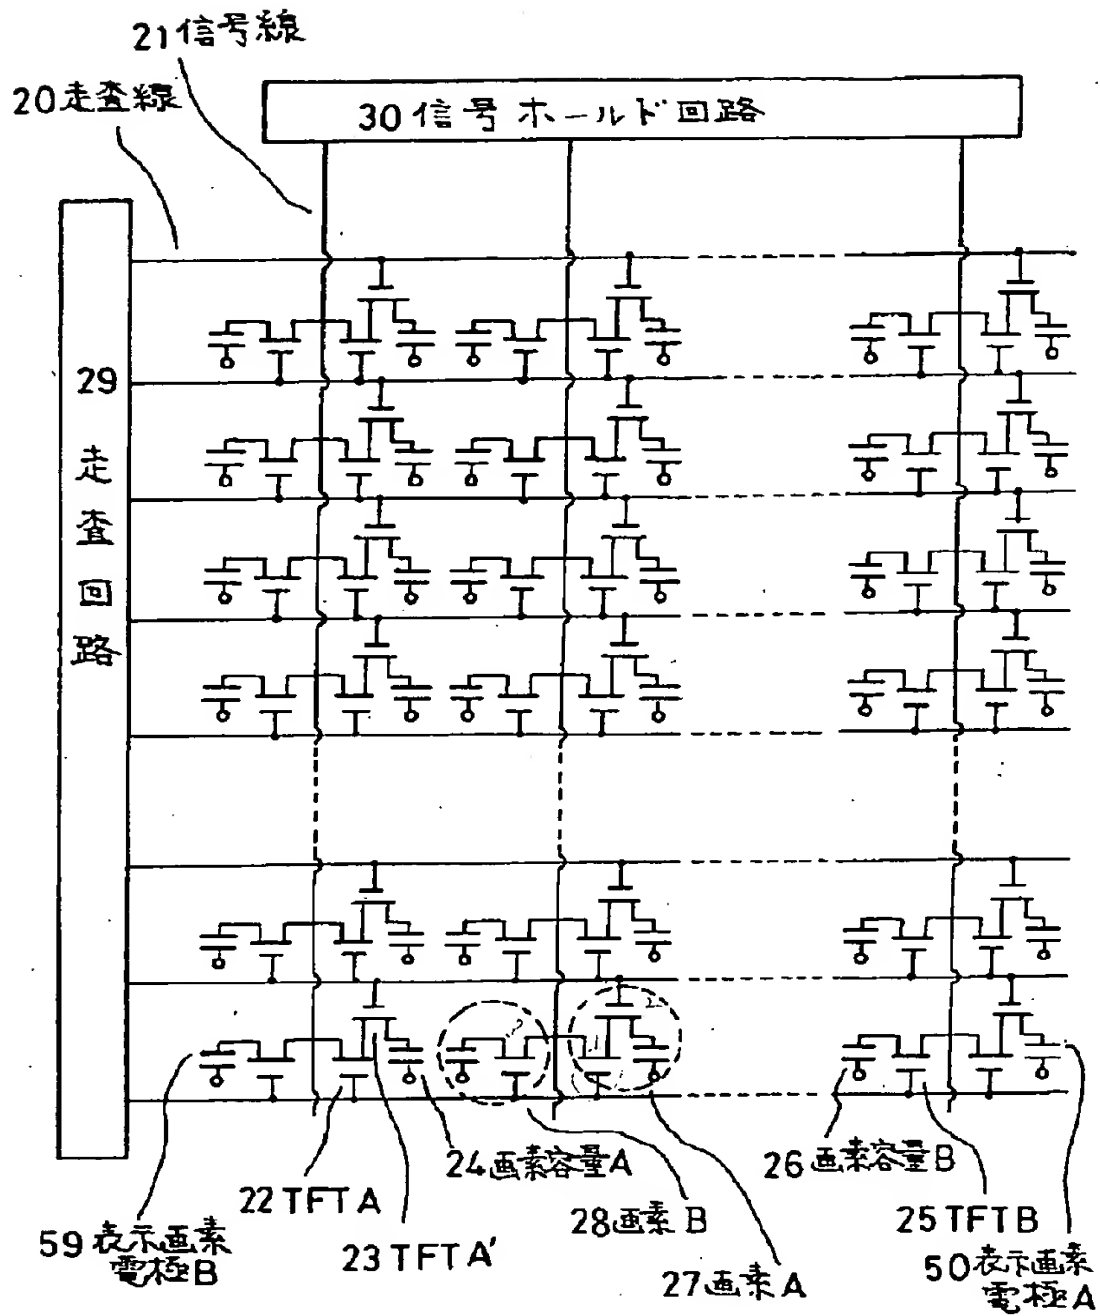 21信号線
20走査線
30信号ホールド回路
29
走査回路
24画素容量A
26画素容量B
22TFTA
28画素B
25TFTB
59表示画素
電極B
23TFTA'
27画素A
50表示画素
電極A